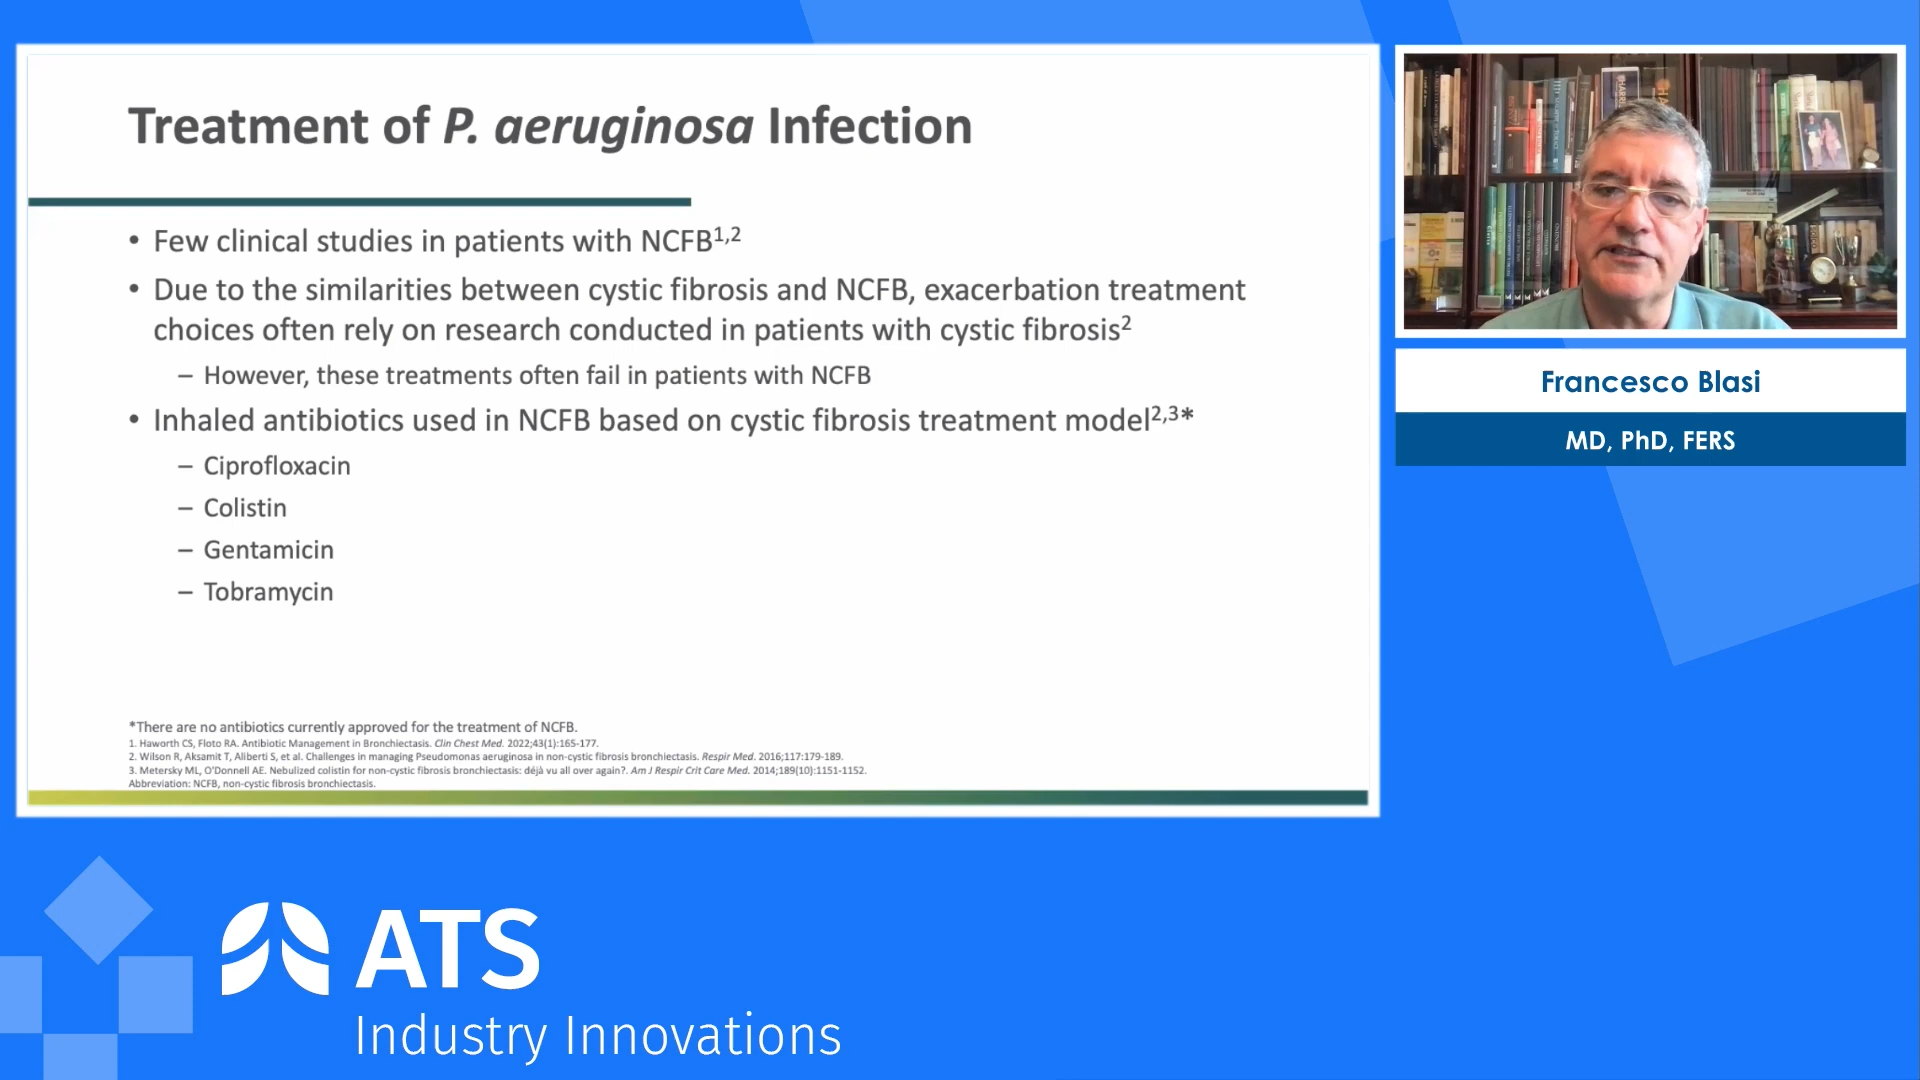 Treatment of P. aeruginosa Infection
• Few clinical studies in patients with NCFB1,2
• Due to the similarities between cystic fibrosis and NCFB, exacerbation treatment
choices often rely on research conducted in patients with cystic fibrosis2
– However, these treatments often fail in patients with NCFB
• Inhaled antibiotics used in NCFB based on cystic fibrosis treatment model2,3*
– Ciprofloxacin
– Colistin
– Gentamicin
– Tobramycin
*There are no antibiotics currently approved for the treatment of NCFB.
1. Haworth CS, Floto RA. Antibiotic Management in Bronchiectasis. Clin Chest Med. 2022;43(1):165-177.
2. Wilson R, Aksamit T, Aliberti S, et al. Challenges in managing Pseudomonas aeruginosa in non-cystic fibrosis bronchiectasis. Respir Med. 2016;117:179-189.
3. Metersky ML, O'Donnell AE. Nebulized colistin for non-cystic fibrosis bronchiectasis: déjà vu all over again?. Am J Respir Crit Care Med. 2014;189(10):1151-1152.
Abbreviation: NCFB, non-cystic fibrosis bronchiectasis.
Francesco Blasi
MD, PhD, FERS
ATS
Industry Innovations